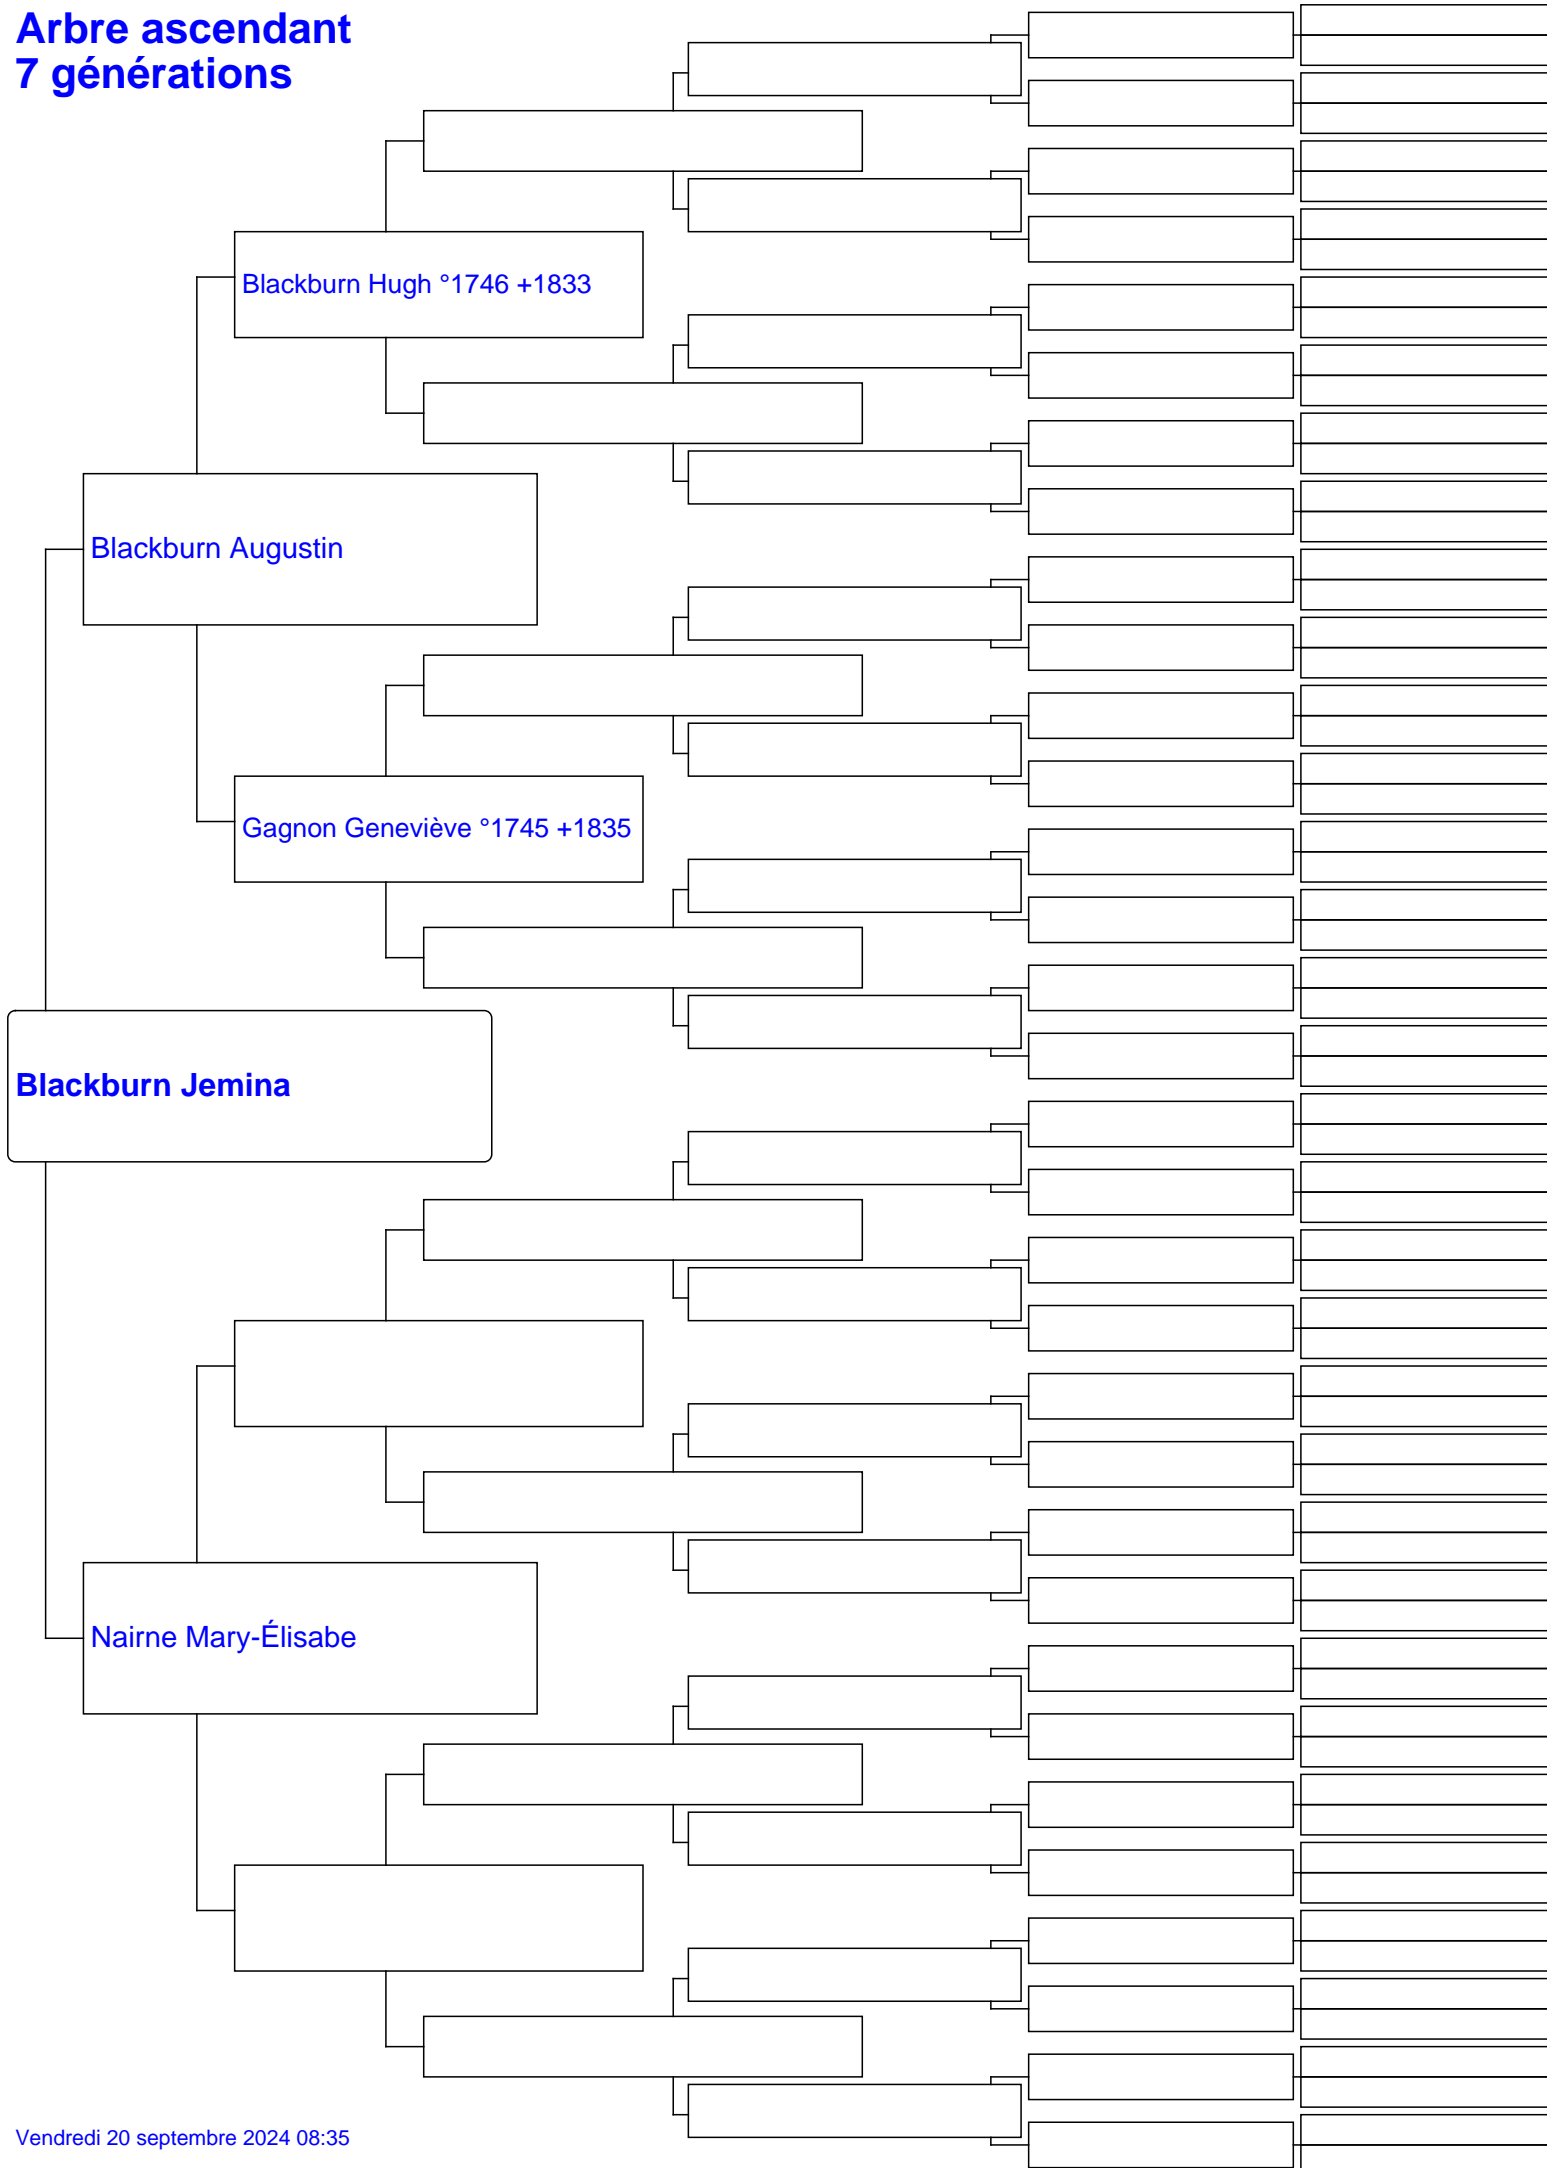 Arbre ascendant
7 générations
Blackburn Hugh °1746 +1833
Blackburn Augustin
Gagnon Geneviève °1745 +1835
Blackburn Jemina
Nairne Mary-Élisabe
Vendredi 20 septembre 2024 08:35